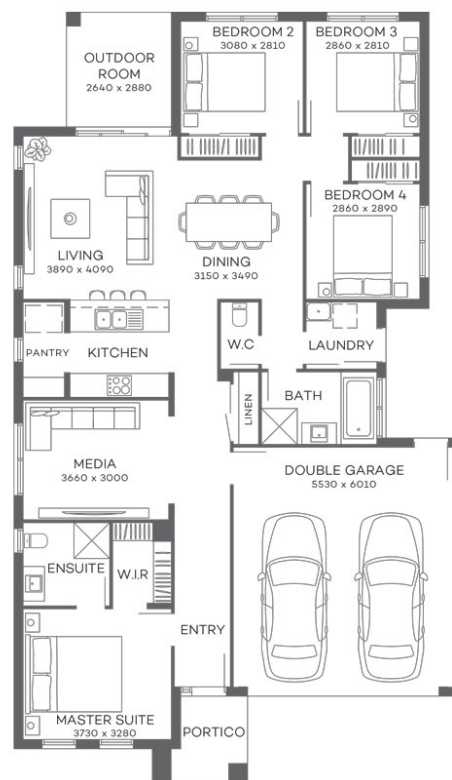 BEDROOM 2
3080 x 2810
BEDROOM 3
2860 x 2810
OUTDOOR
ROOM
2640 x 2880
BEDROOM 4
2860 x 2890
LIVING
3890 x 4090
DINING
3150 x 3490
PANTRY
KITCHEN
W.C
LAUNDRY
LINEN
BATH
MEDIA
3660 x 3000
DOUBLE GARAGE
5530 x 6010
ENSUITE
W.I.R
ENTRY
MASTER SUITE
3730 x 3280
PORTICO